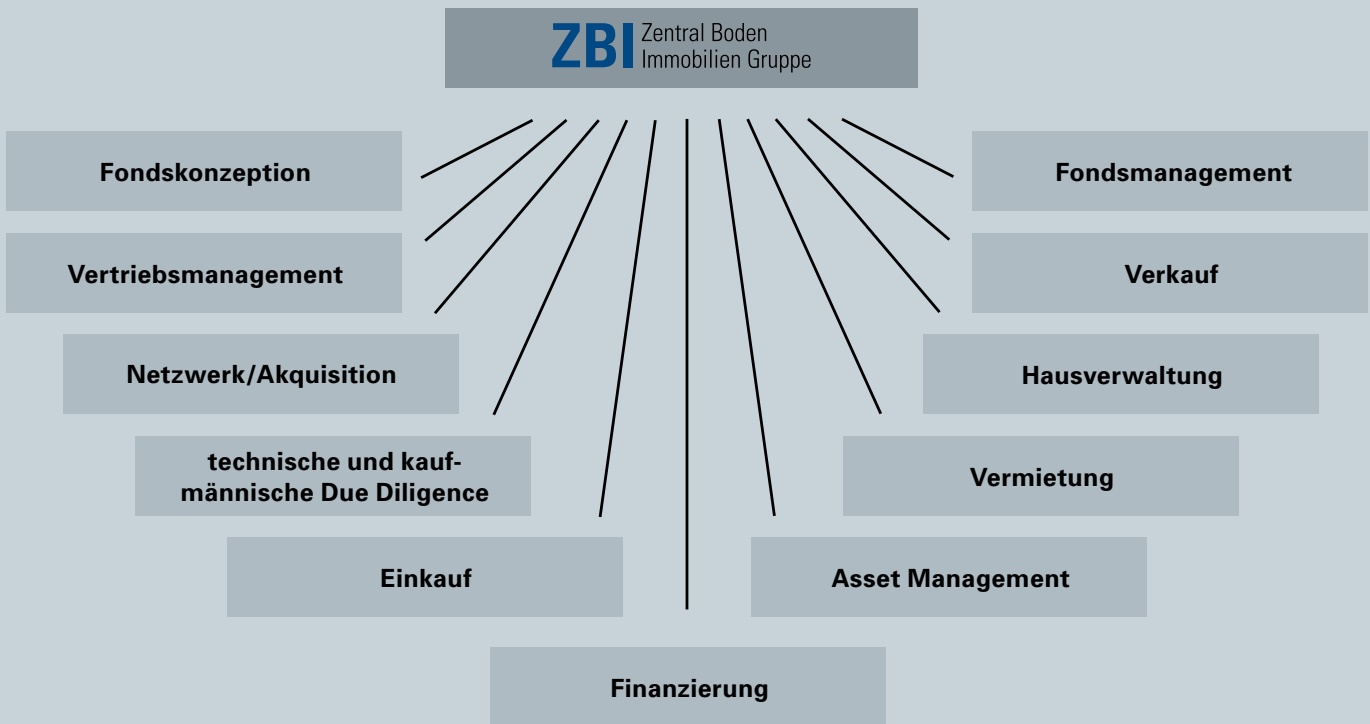 ZBI Zentral Boden
Immobilien Gruppe
Fondskonzeption
Fondsmanagement
Vertriebsmanagement
Verkauf
Netzwerk/Akquisition
Hausverwaltung
technische und kauf-
männische Due Diligence
Vermietung
Einkauf
Asset Management
Finanzierung